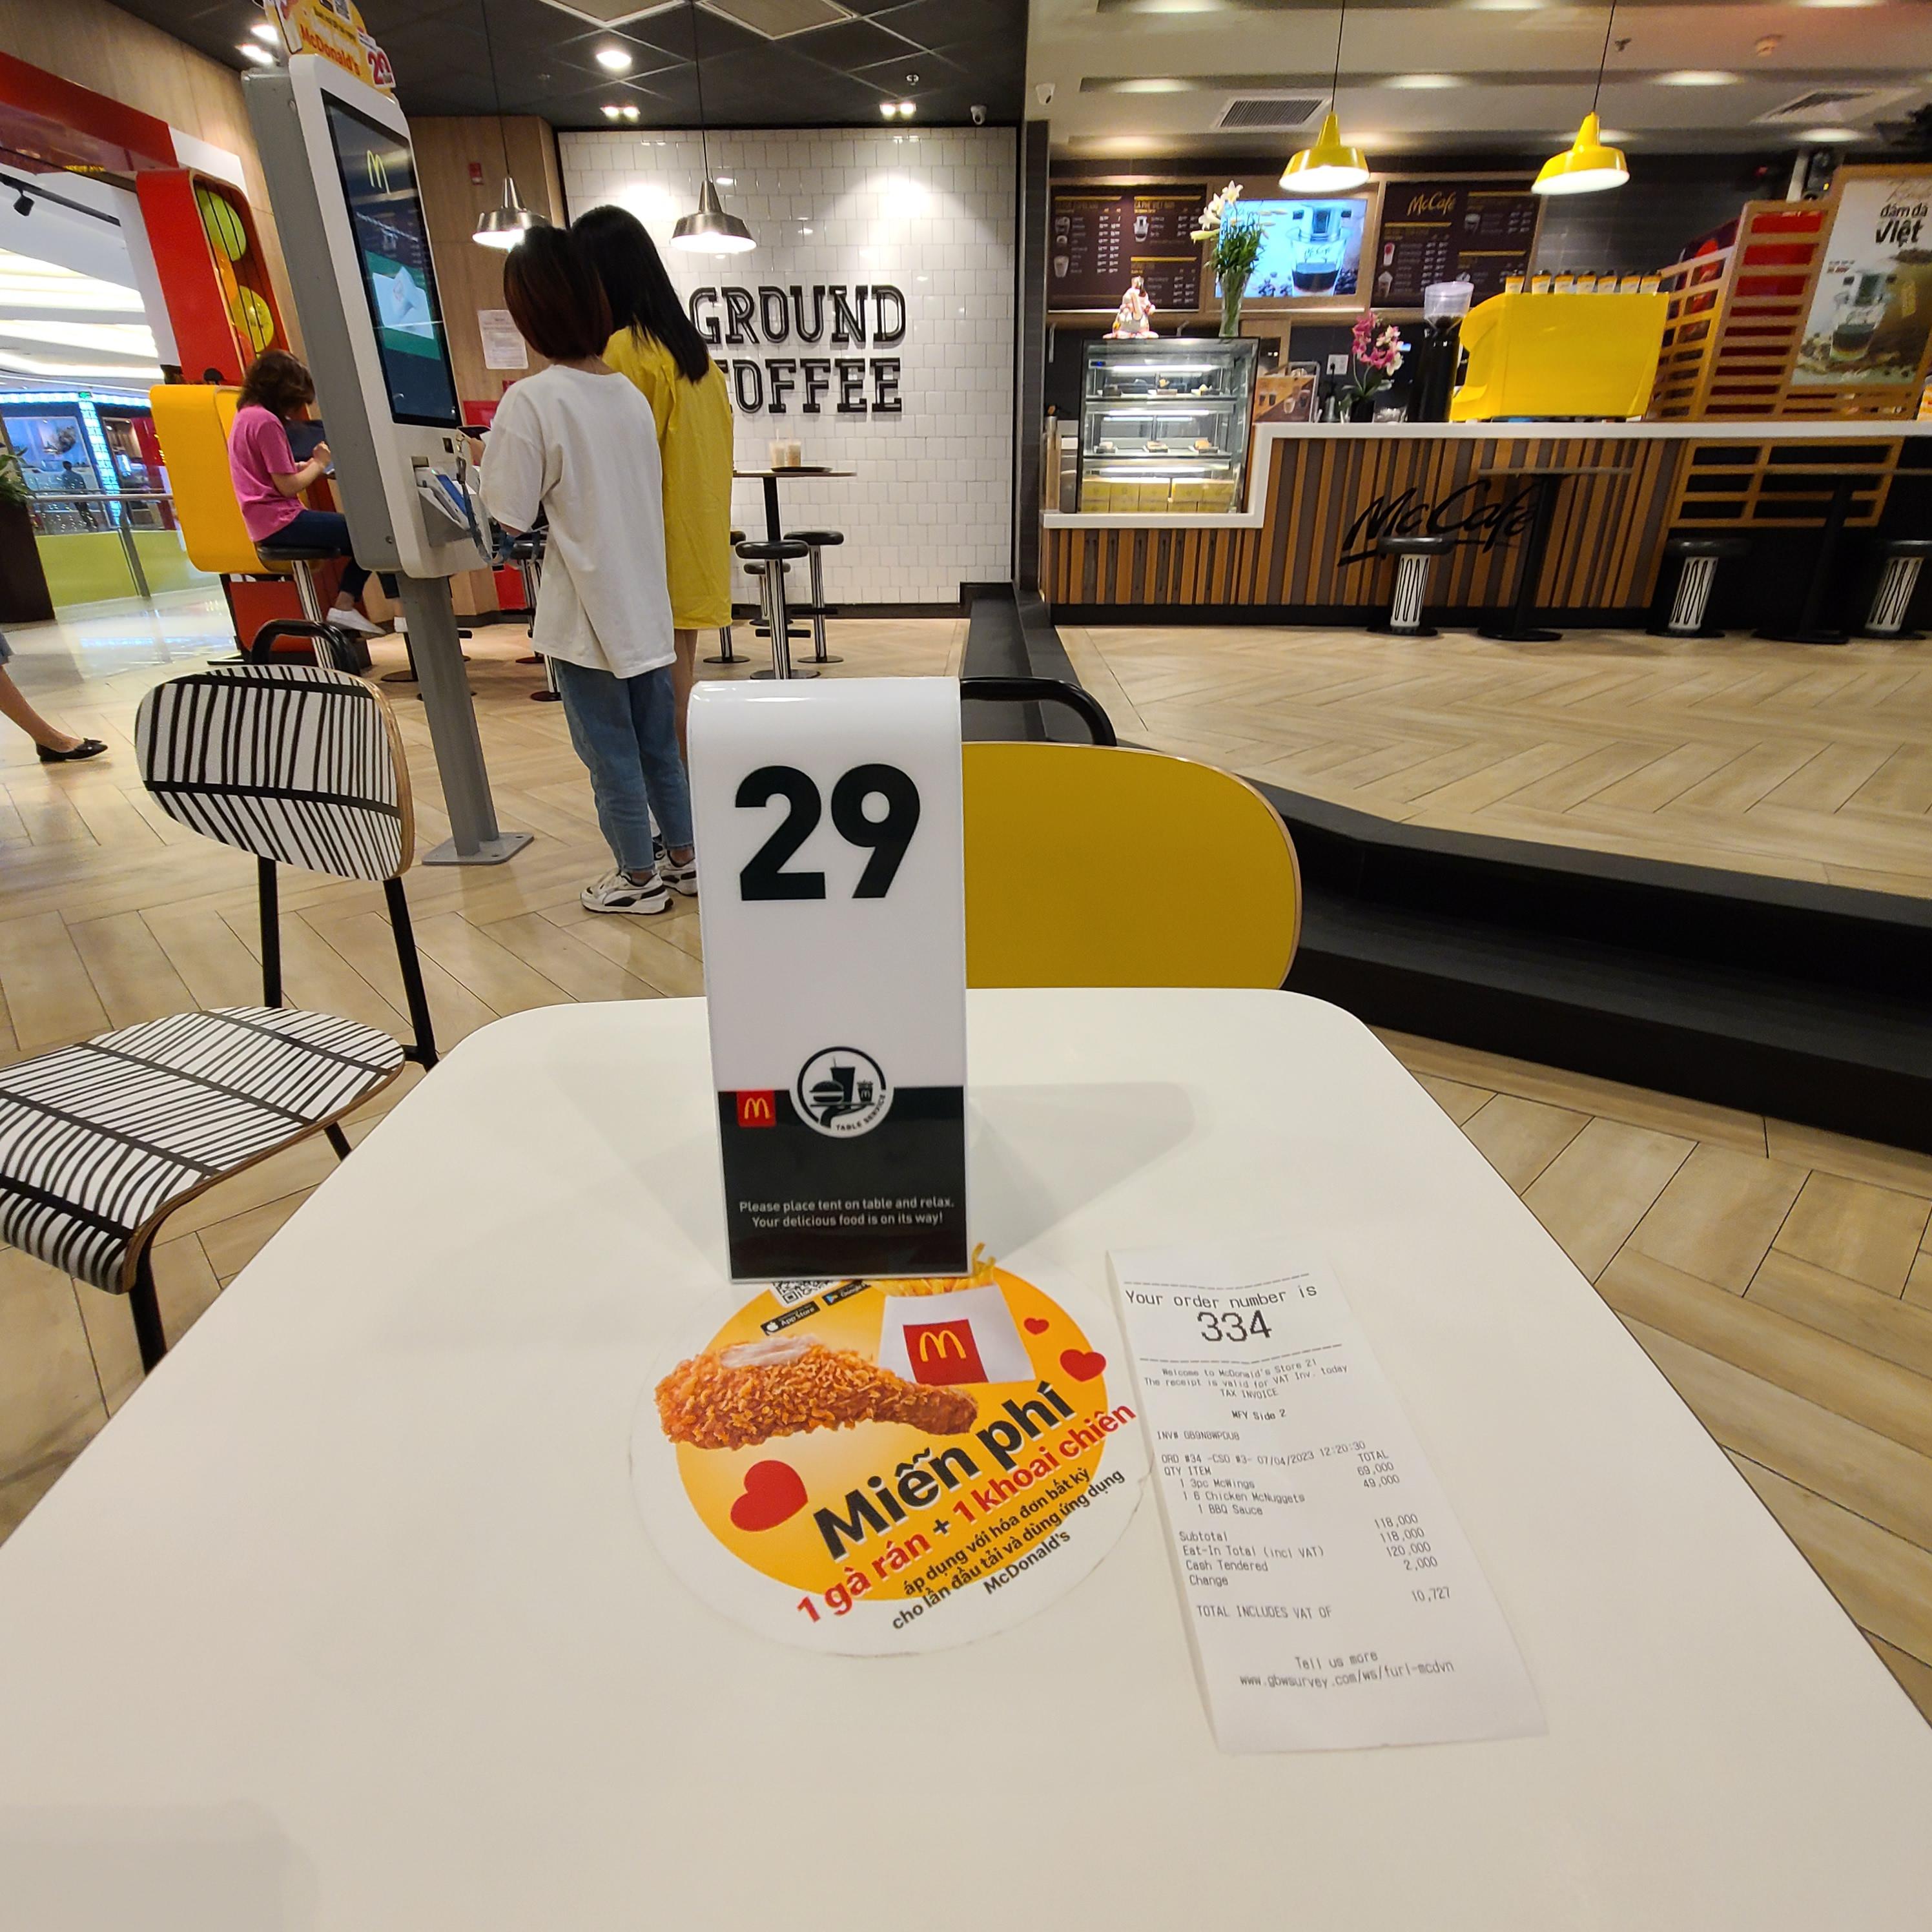 McDonald's
GROUND
COFFEE
McCafé
đậm đà
Việt
McCafé
29
TABLE SERVICE
Please place tent on table and relax.
Your delicious food is on its way!
App Store
Miễn phí
1 gà rán + 1 khoai chiên
áp dụng với hóa đơn bất kỳ
cho lần đầu tải và dùng ứng dụng
McDonald's
Your order number is
334
Welcome to McDonald's Store 21
The receipt is valid for VAT Inv. today
TAX INVOICE
MFY Side 2
ORD #34 -CSO #3- 07/04/2023 12:20:30
QTY ITEM TOTAL
1 3pc McWings 69,000
1 6 Chicken McNuggets 49,000
1 BBQ Sauce
Subtotal 118,000
Eat-In Total (incl VAT) 118,000
Cash Tendered 120,000
Change 2,000
TOTAL INCLUDES VAT OF 10,727
Tell us more
www.gbwsurvey.com/ws/furl-mcdvn